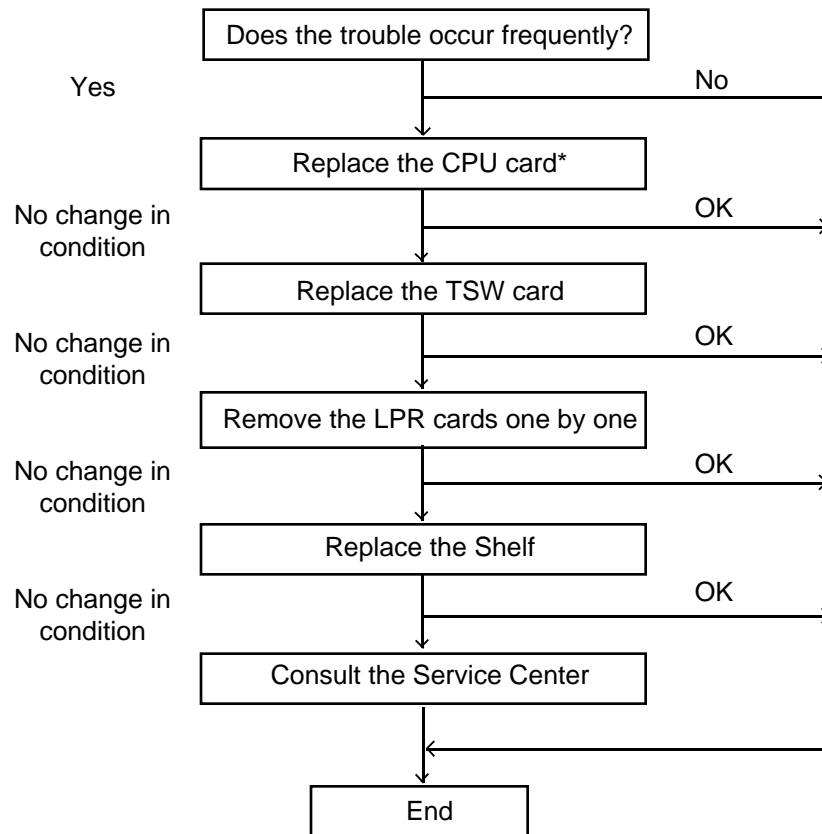 Does the trouble occur frequently?
Yes
No
Replace the CPU card*
No change in
condition
OK
Replace the TSW card
No change in
condition
OK
Remove the LPR cards one by one
No change in
condition
OK
Replace the Shelf
No change in
condition
OK
Consult the Service Center
End